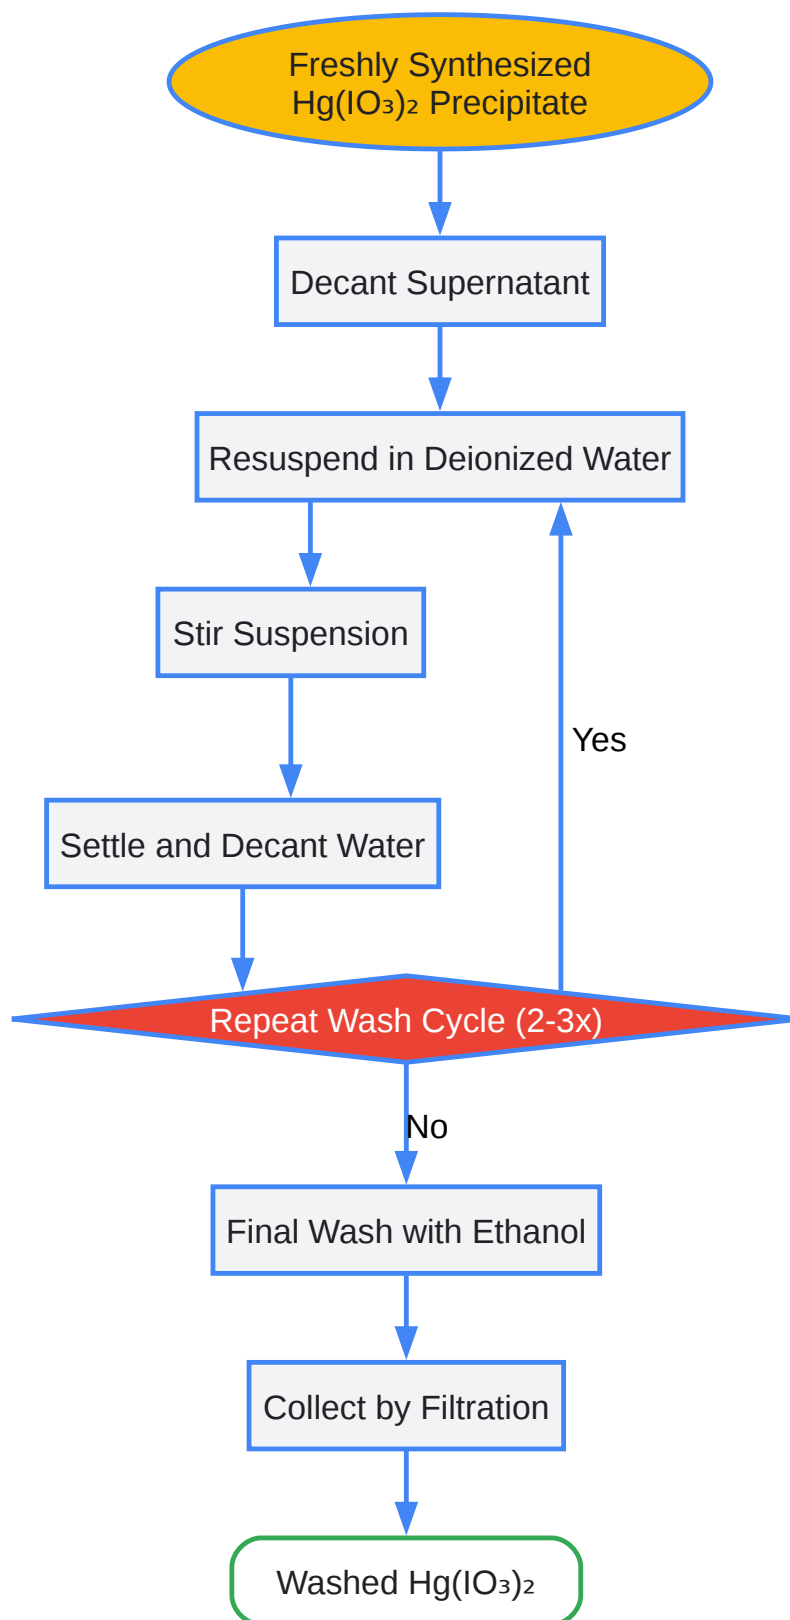 Freshly Synthesized
Hg(IO₃)₂ Precipitate
Decant Supernatant
Resuspend in Deionized Water
Stir Suspension
Yes
Settle and Decant Water
Repeat Wash Cycle (2-3x)
No
Final Wash with Ethanol
Collect by Filtration
Washed Hg(IO₃)₂